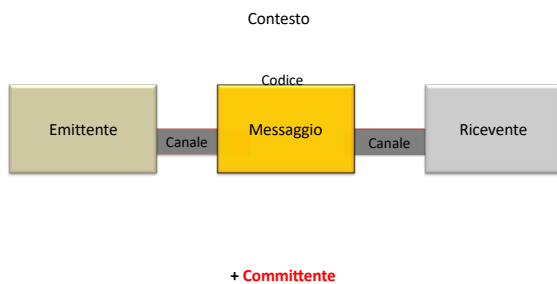 Contesto
Codice
Emittente
Canale
Messaggio
Canale
Ricevente
+ Committente